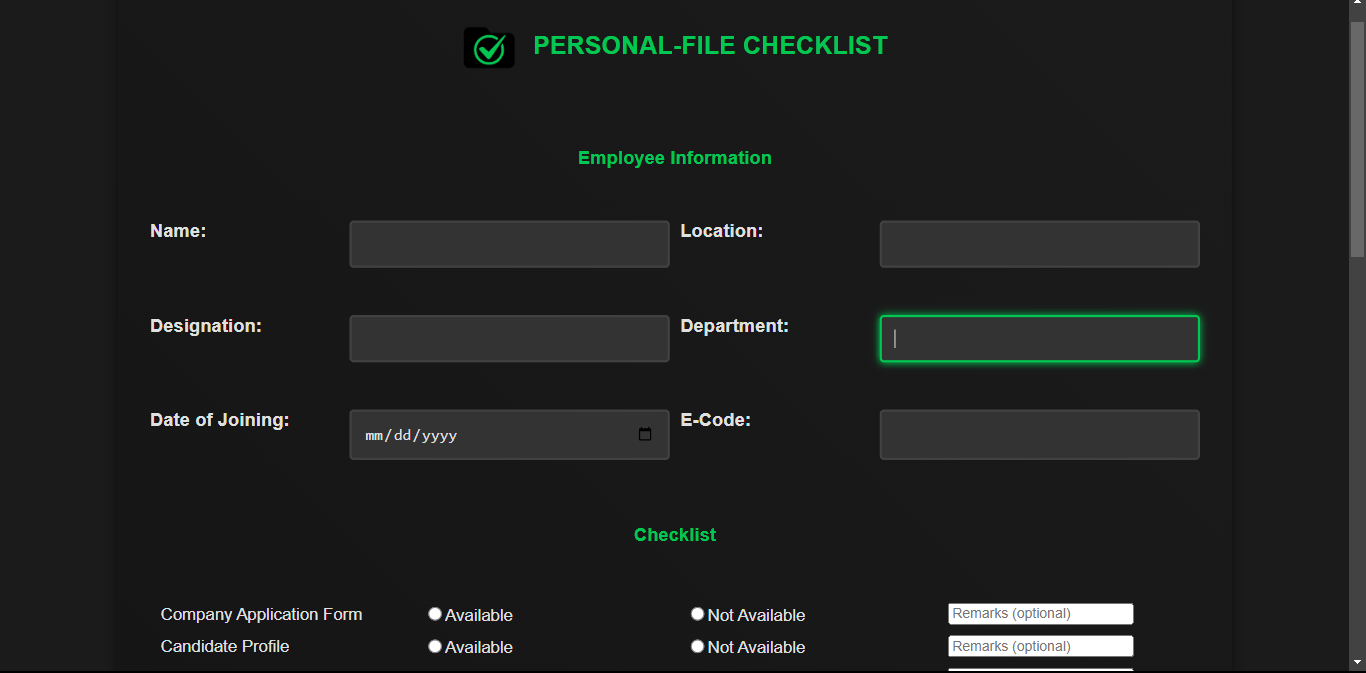 PERSONAL-FILE CHECKLIST
Employee Information
Name: Location:
Designation: Department:
Date of Joining: mm/dd/yyyy E-Code:
Checklist
Company Application Form Available Not Available Remarks (optional)
Candidate Profile Available Not Available Remarks (optional)